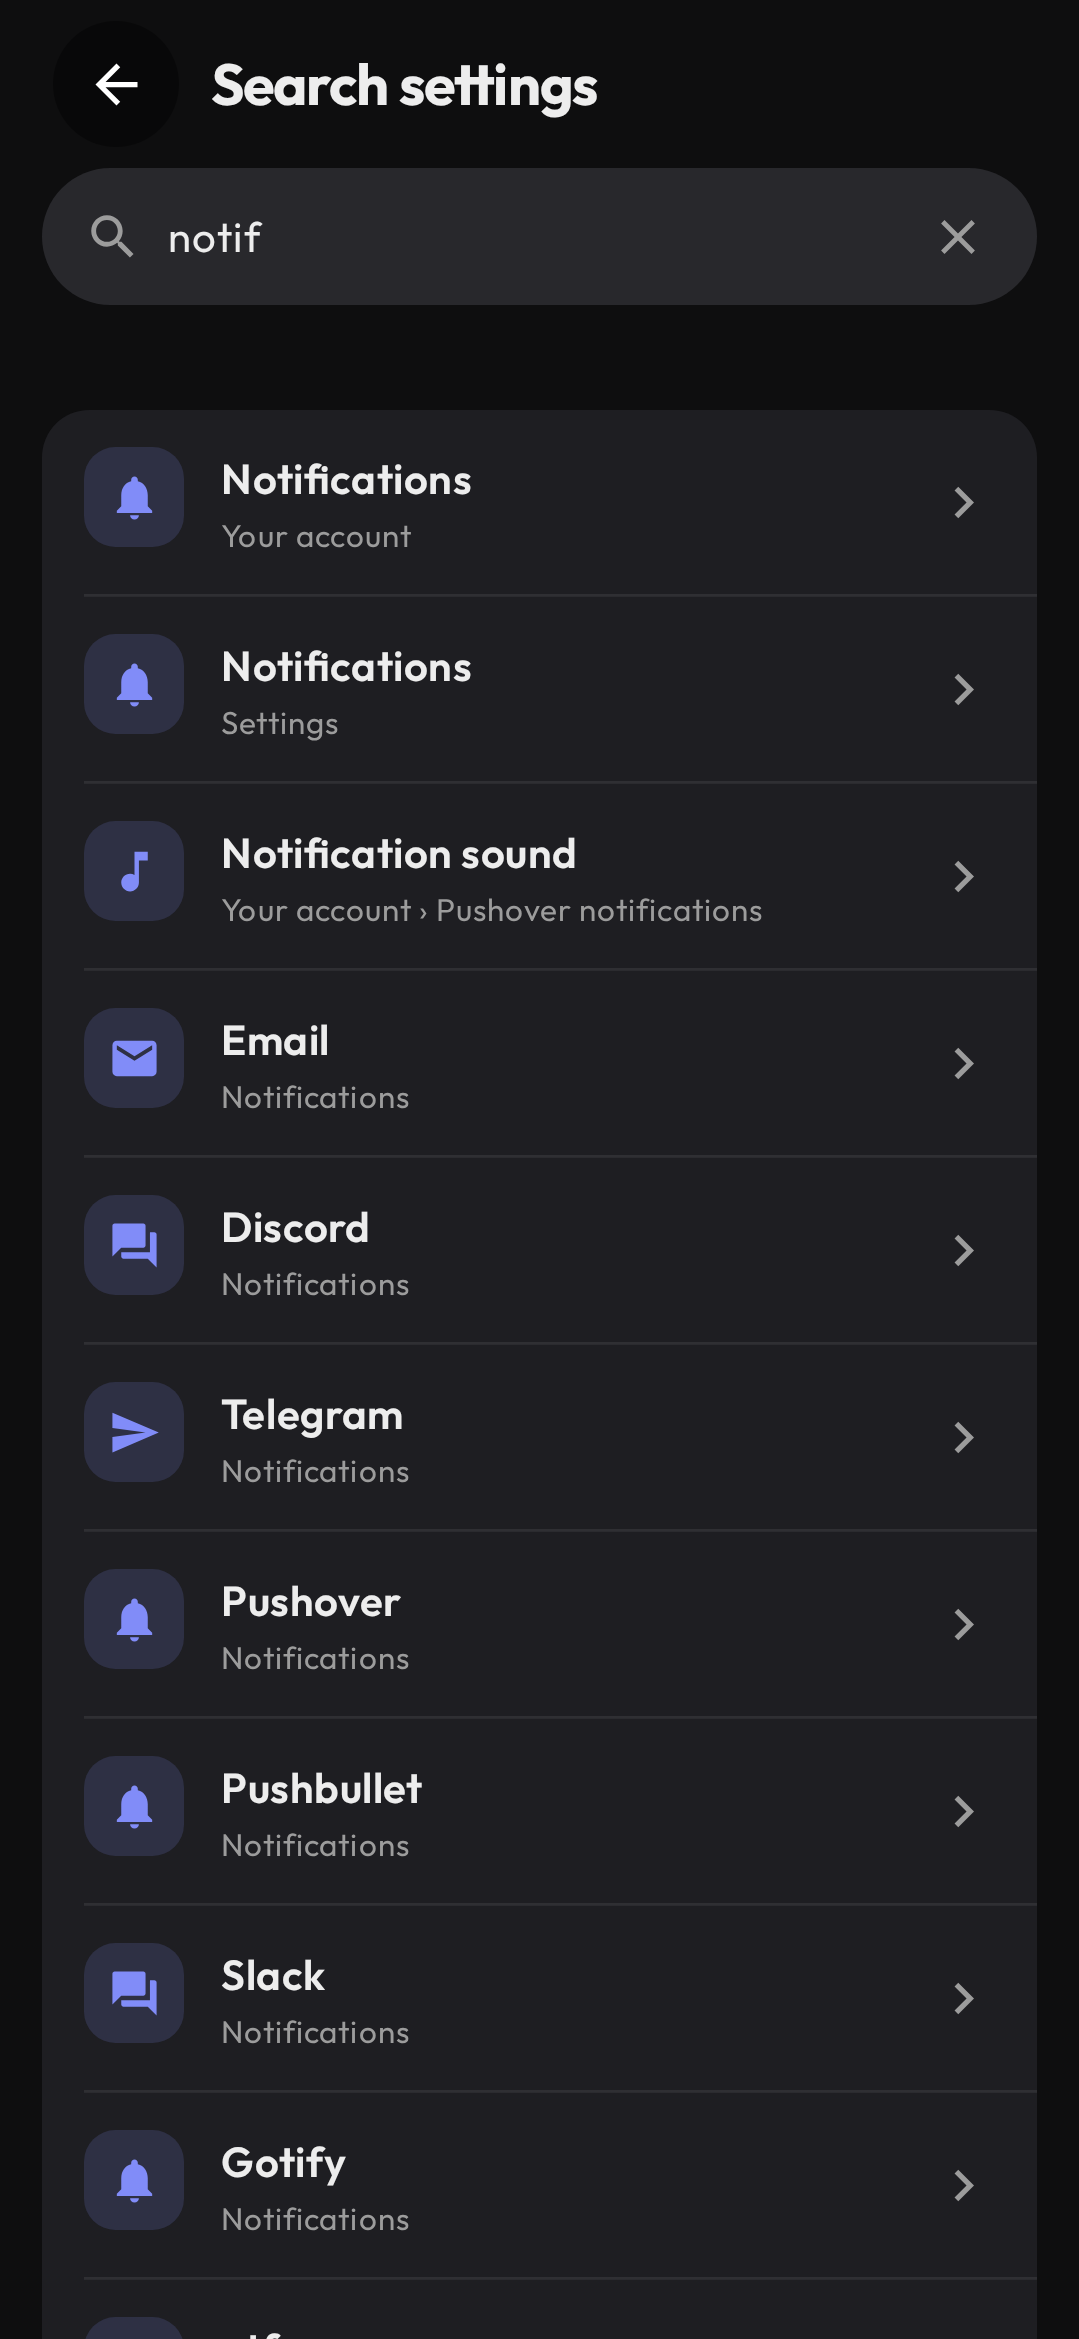 Search settings
notif
Notifications
Your account
Notifications
Settings
Notification sound
Your account › Pushover notifications
Email
Notifications
Discord
Notifications
Telegram
Notifications
Pushover
Notifications
Pushbullet
Notifications
Slack
Notifications
Gotify
Notifications